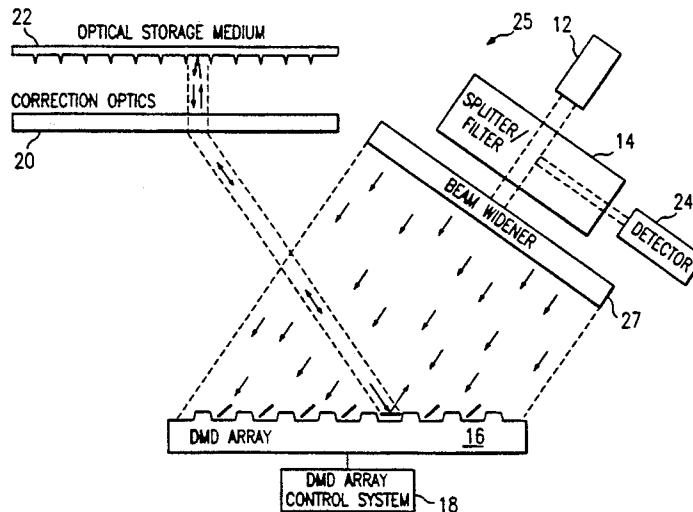 22
OPTICAL STORAGE MEDIUM
25
12
CORRECTION OPTICS
20
SPLITTER/
FILTER
14
BEAM WIDENER
24
DETECTOR
27
DMD ARRAY
16
DMD ARRAY
CONTROL SYSTEM
18